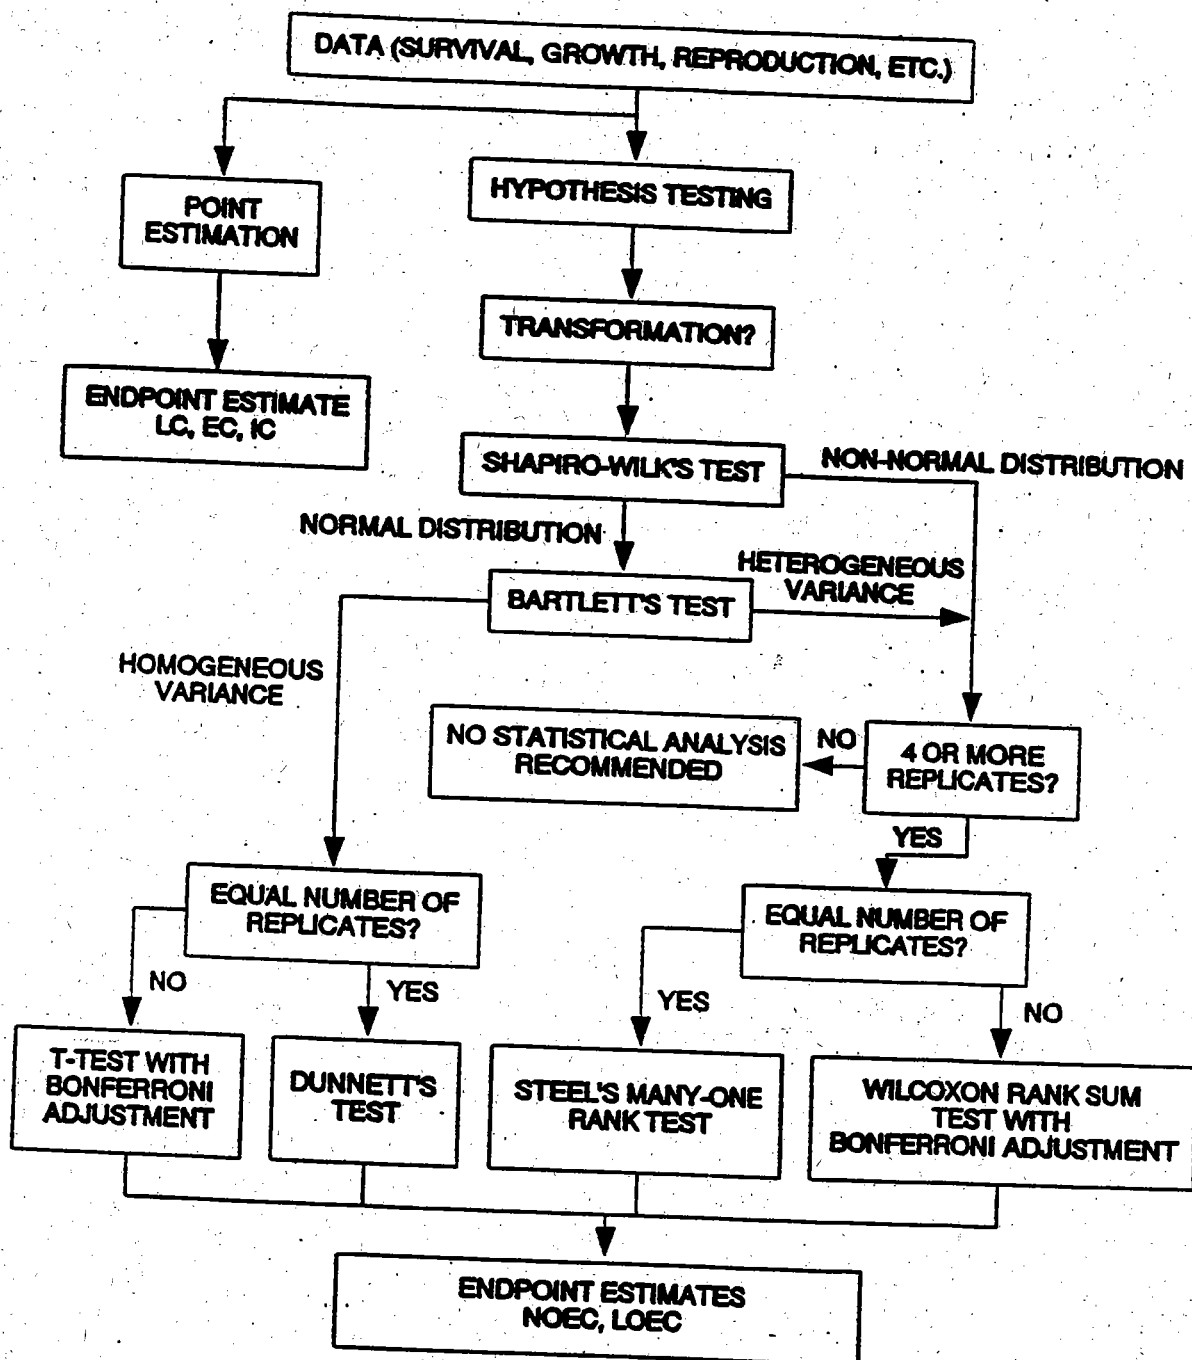 DATA (SURVIVAL, GROWTH, REPRODUCTION, ETC.)
POINT
ESTIMATION
HYPOTHESIS TESTING
TRANSFORMATION?
ENDPOINT ESTIMATE
LC, EC, IC
SHAPIRO-WILK'S TEST
NON-NORMAL DISTRIBUTION
NORMAL DISTRIBUTION
HETEROGENEOUS
VARIANCE
BARTLETT'S TEST
HOMOGENEOUS
VARIANCE
NO STATISTICAL ANALYSIS
RECOMMENDED
NO
4 OR MORE
REPLICATES?
YES
EQUAL NUMBER OF
REPLICATES?
EQUAL NUMBER OF
REPLICATES?
NO
YES
YES
NO
T-TEST WITH
BONFERRONI
ADJUSTMENT
DUNNETT'S
TEST
STEEL'S MANY-ONE
RANK TEST
WILCOXON RANK SUM
TEST WITH
BONFERRONI ADJUSTMENT
ENDPOINT ESTIMATES
NOEC, LOEC